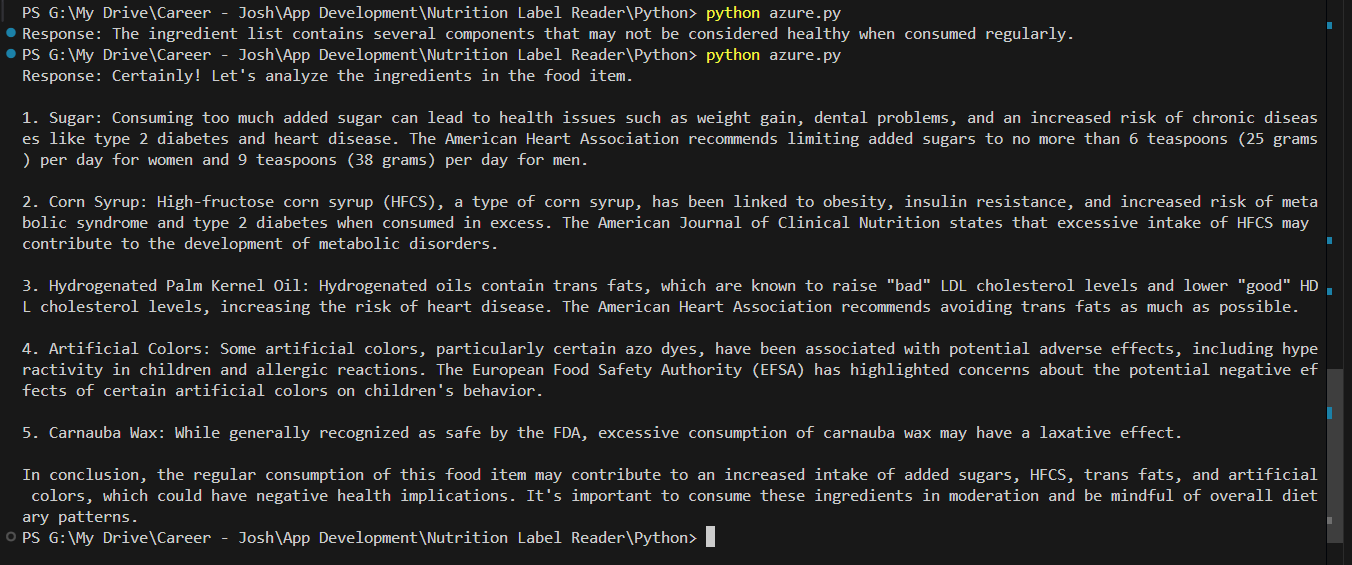 PS G:\My Drive\Career - Josh\App Development\Nutrition Label Reader\Python> python azure.py
Response: The ingredient list contains several components that may not be considered healthy when consumed regularly.
PS G:\My Drive\Career - Josh\App Development\Nutrition Label Reader\Python> python azure.py
Response: Certainly! Let's analyze the ingredients in the food item.
1. Sugar: Consuming too much added sugar can lead to health issues such as weight gain, dental problems, and an increased risk of chronic diseas
es like type 2 diabetes and heart disease. The American Heart Association recommends limiting added sugars to no more than 6 teaspoons (25 grams
) per day for women and 9 teaspoons (38 grams) per day for men.
2. Corn Syrup: High-fructose corn syrup (HFCS), a type of corn syrup, has been linked to obesity, insulin resistance, and increased risk of meta
bolic syndrome and type 2 diabetes when consumed in excess. The American Journal of Clinical Nutrition states that excessive intake of HFCS may
contribute to the development of metabolic disorders.
3. Hydrogenated Palm Kernel Oil: Hydrogenated oils contain trans fats, which are known to raise "bad" LDL cholesterol levels and lower "good" HD
L cholesterol levels, increasing the risk of heart disease. The American Heart Association recommends avoiding trans fats as much as possible.
4. Artificial Colors: Some artificial colors, particularly certain azo dyes, have been associated with potential adverse effects, including hype
ractivity in children and allergic reactions. The European Food Safety Authority (EFSA) has highlighted concerns about the potential negative ef
fects of certain artificial colors on children's behavior.
5. Carnauba Wax: While generally recognized as safe by the FDA, excessive consumption of carnauba wax may have a laxative effect.
In conclusion, the regular consumption of this food item may contribute to an increased intake of added sugars, HFCS, trans fats, and artificial
colors, which could have negative health implications. It's important to consume these ingredients in moderation and be mindful of overall diet
ary patterns.
PS G:\My Drive\Career - Josh\App Development\Nutrition Label Reader\Python>